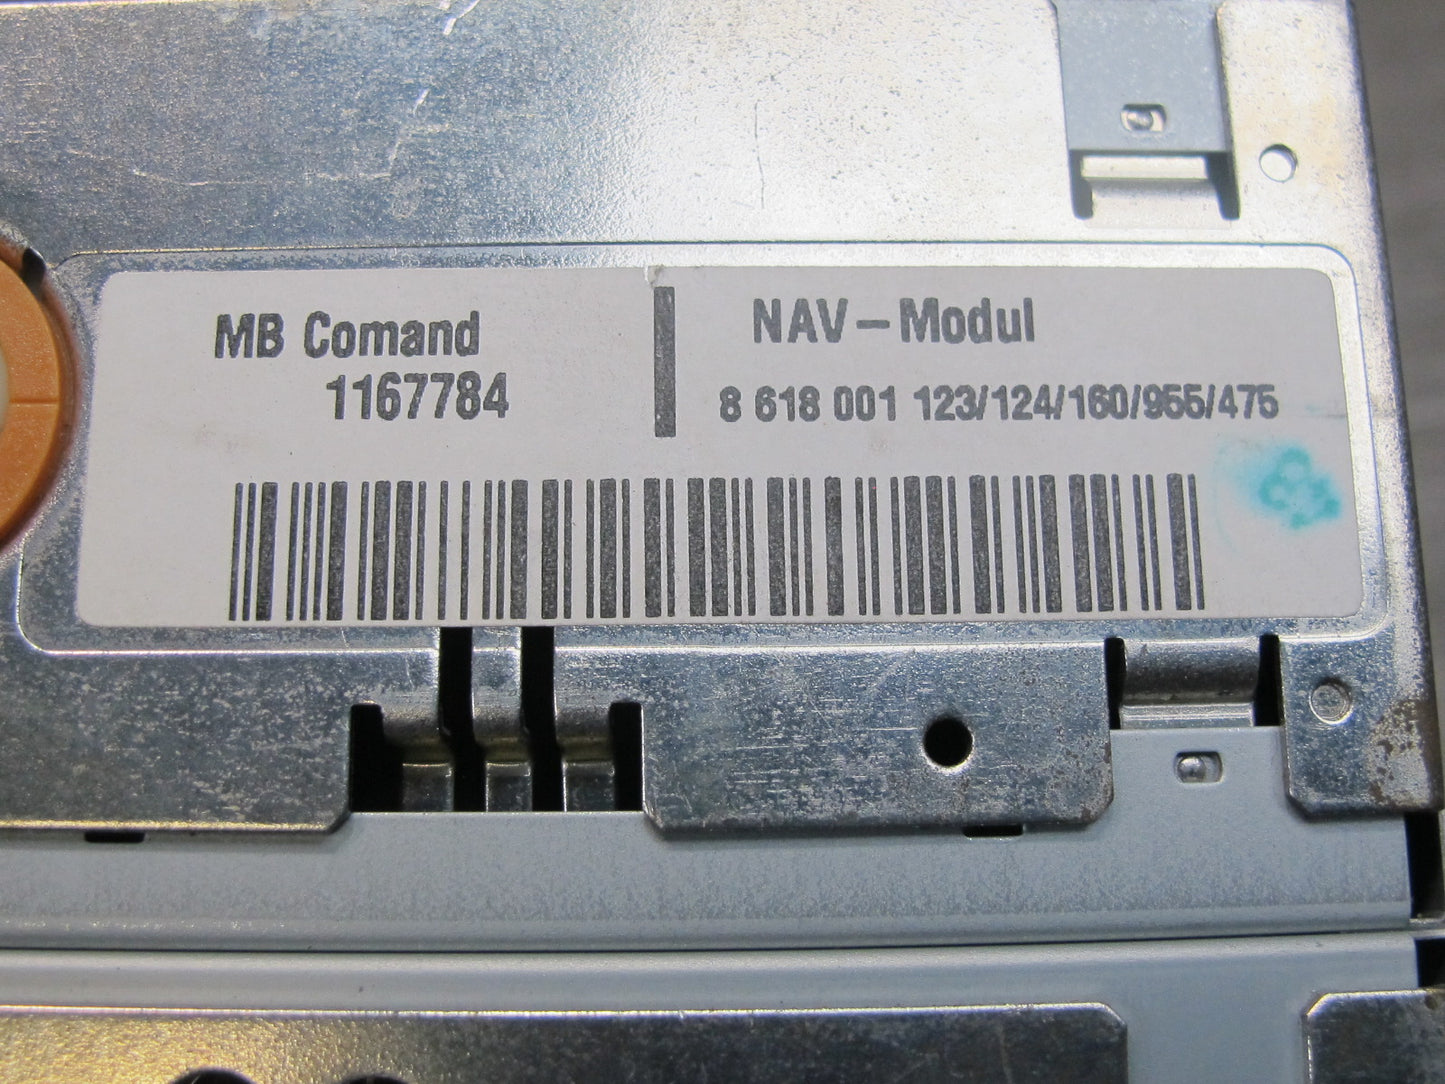 MB Comand
1167784
NAV-Modul
8 618 001 123/124/160/955/475